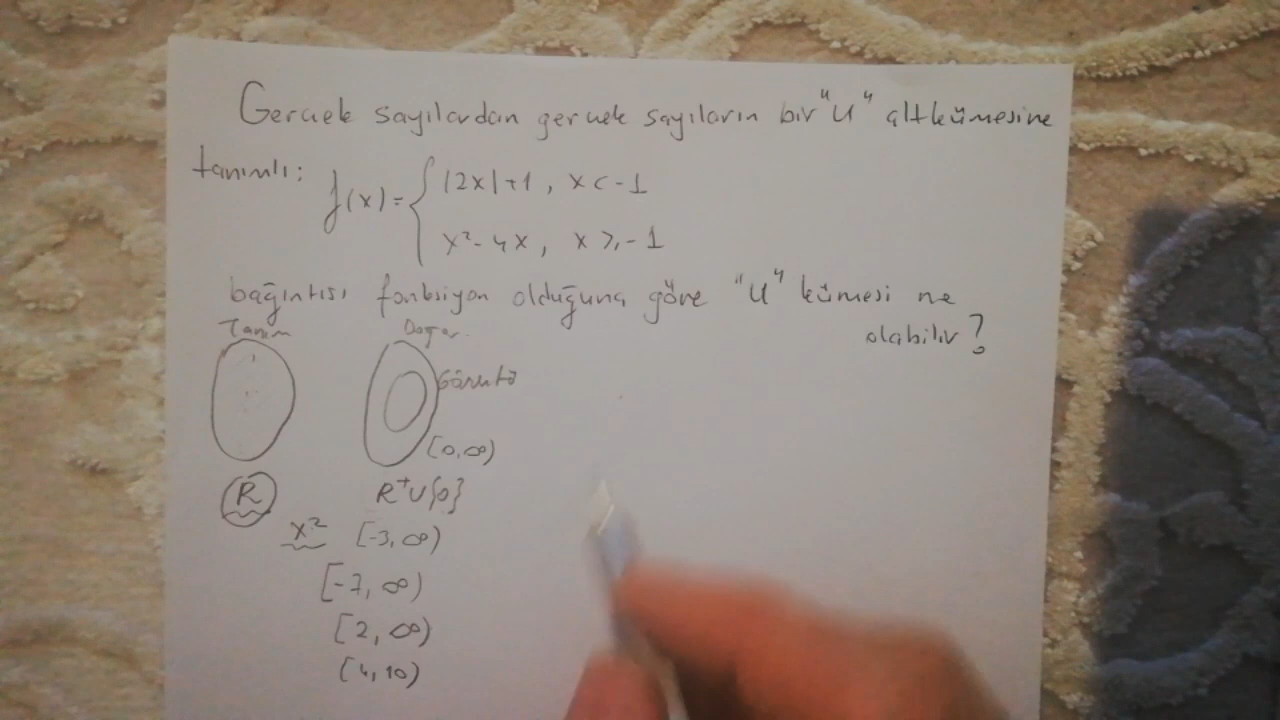 Gerçek sayılardan gerçek sayıların bir "U" altkümesine
tanımlı:
f(x)= { |2x|+1, x<-1
x²-4x, x≥-1
bağıntısı fonksiyon olduğuna göre "U" kümesi ne
olabilir?
Tanım Değer
Görüntü
[0,∞)
R R⁺∪{0}
x² [-3,∞)
[-7,∞)
[2,∞)
(4,10)